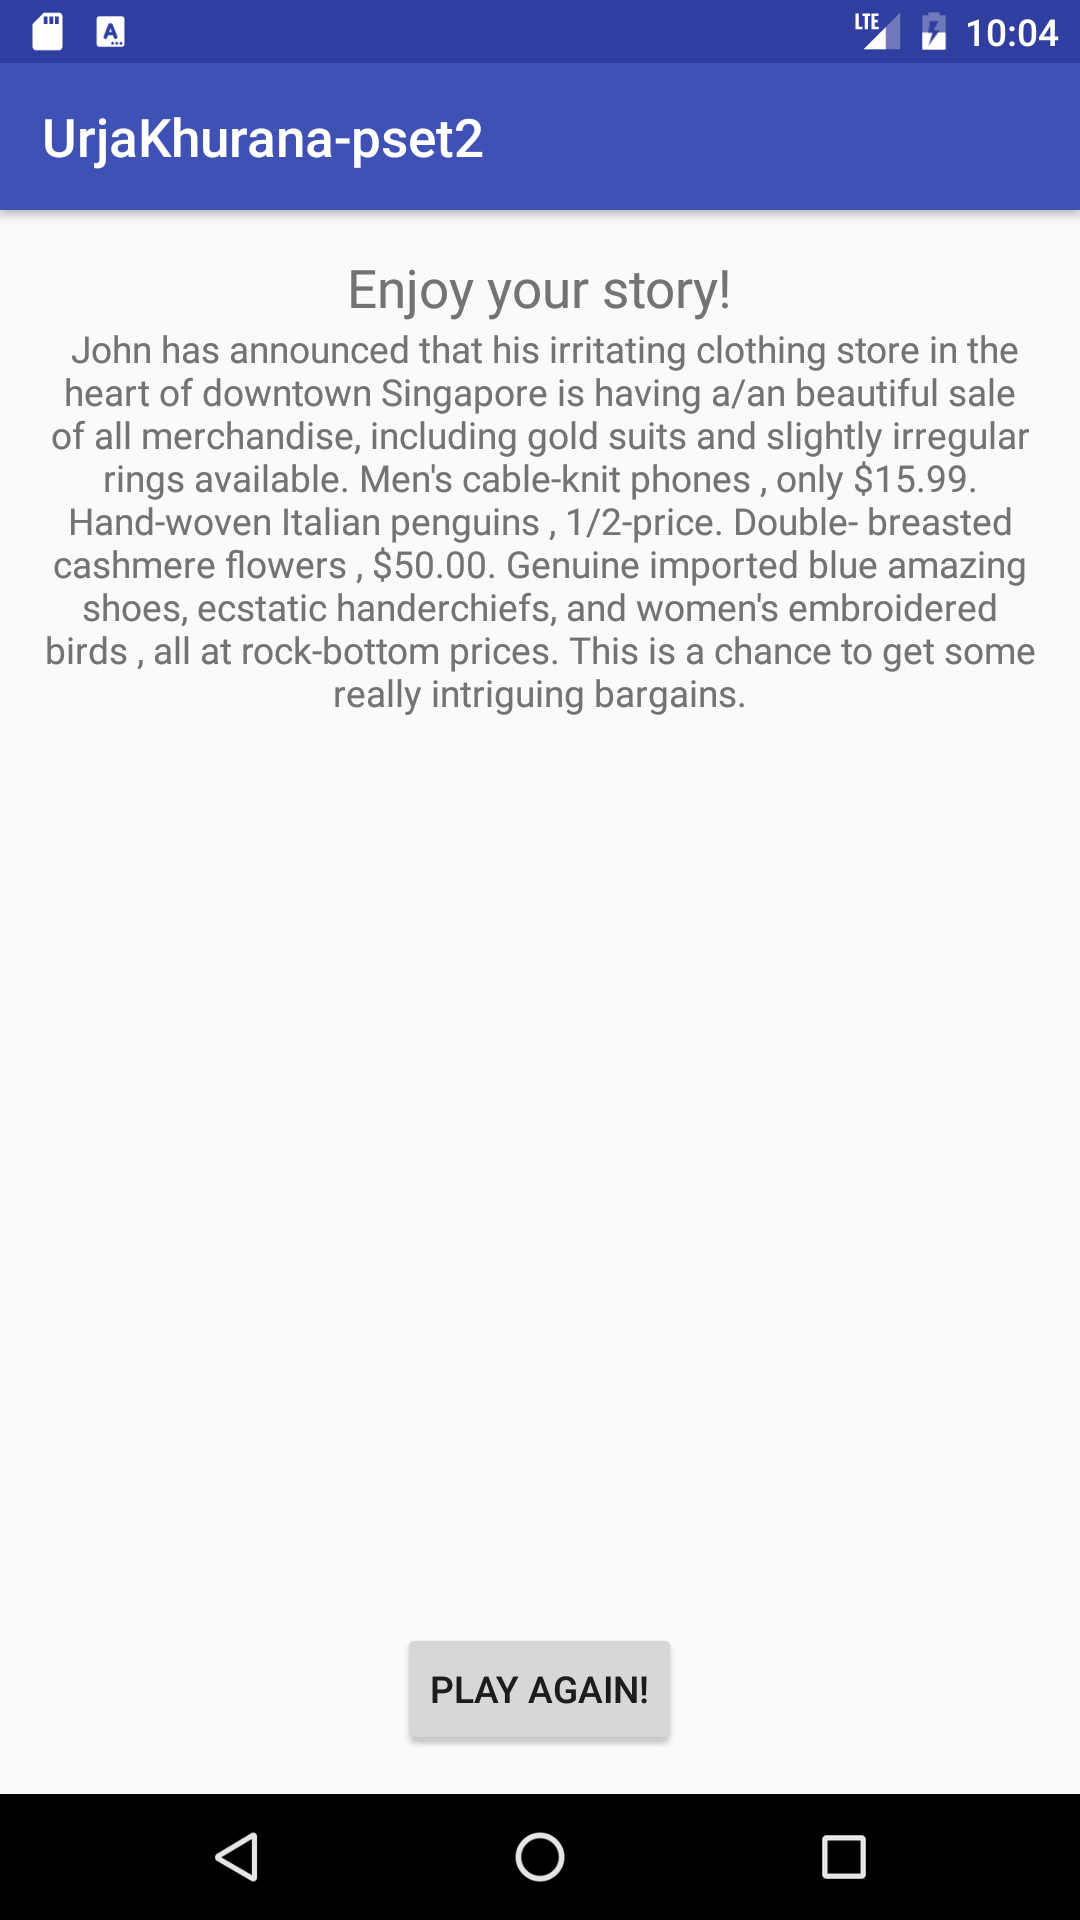 LTE 10:04
UrjaKhurana-pset2
Enjoy your story!
John has announced that his irritating clothing store in the
heart of downtown Singapore is having a/an beautiful sale
of all merchandise, including gold suits and slightly irregular
rings available. Men's cable-knit phones , only $15.99.
Hand-woven Italian penguins , 1/2-price. Double- breasted
cashmere flowers , $50.00. Genuine imported blue amazing
shoes, ecstatic handerchiefs, and women's embroidered
birds , all at rock-bottom prices. This is a chance to get some
really intriguing bargains.
PLAY AGAIN!